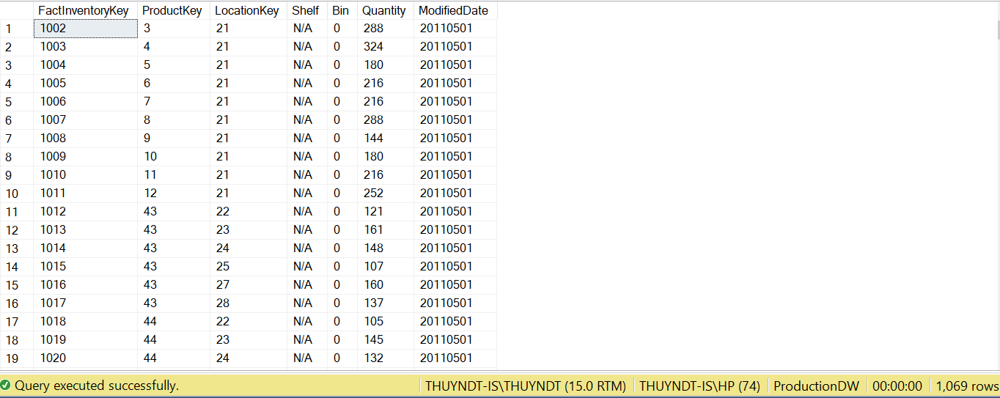 FactInventoryKey ProductKey LocationKey Shelf Bin Quantity ModifiedDate
1 1002 3 21 N/A 0 288 20110501
2 1003 4 21 N/A 0 324 20110501
3 1004 5 21 N/A 0 180 20110501
4 1005 6 21 N/A 0 216 20110501
5 1006 7 21 N/A 0 216 20110501
6 1007 8 21 N/A 0 288 20110501
7 1008 9 21 N/A 0 144 20110501
8 1009 10 21 N/A 0 180 20110501
9 1010 11 21 N/A 0 216 20110501
10 1011 12 21 N/A 0 252 20110501
11 1012 43 22 N/A 0 121 20110501
12 1013 43 23 N/A 0 161 20110501
13 1014 43 24 N/A 0 148 20110501
14 1015 43 25 N/A 0 107 20110501
15 1016 43 27 N/A 0 160 20110501
16 1017 43 28 N/A 0 137 20110501
17 1018 44 22 N/A 0 105 20110501
18 1019 44 23 N/A 0 145 20110501
19 1020 44 24 N/A 0 132 20110501
Query executed successfully. THUYNDT-IS\THUYNDT (15.0 RTM) THUYNDT-IS\HP (74) ProductionDW 00:00:00 1,069 rows